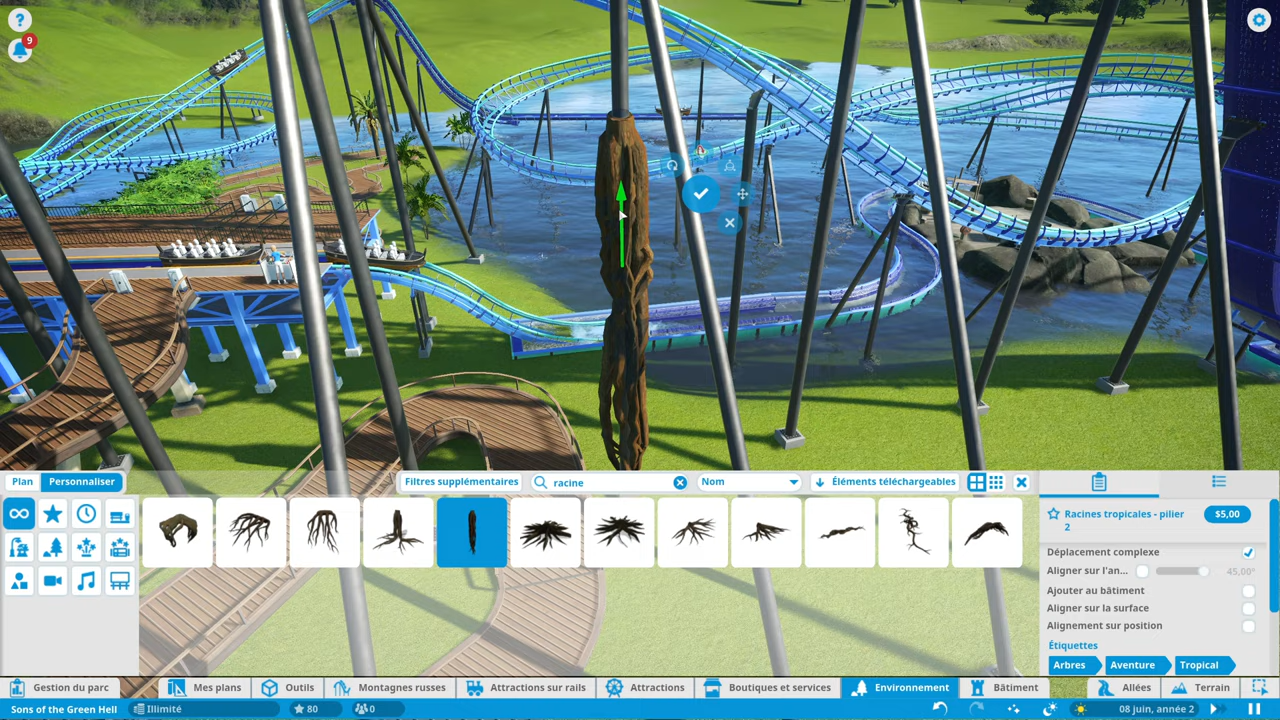 ?
9
Plan Personnaliser
Filtres supplémentaires
racine
Nom
Éléments téléchargeables
Racines tropicales - pilier 2
$5,00
Déplacement complexe
Aligner sur l'an... 45,00°
Ajouter au bâtiment
Aligner sur la surface
Alignement sur position
Étiquettes
Arbres Aventure Tropical
Gestion du parc Mes plans Outils Montagnes russes Attractions sur rails Attractions Boutiques et services Environnement Bâtiment Allées Terrain
Sons of the Green Hell Illimité 80 0 08 juin, année 2